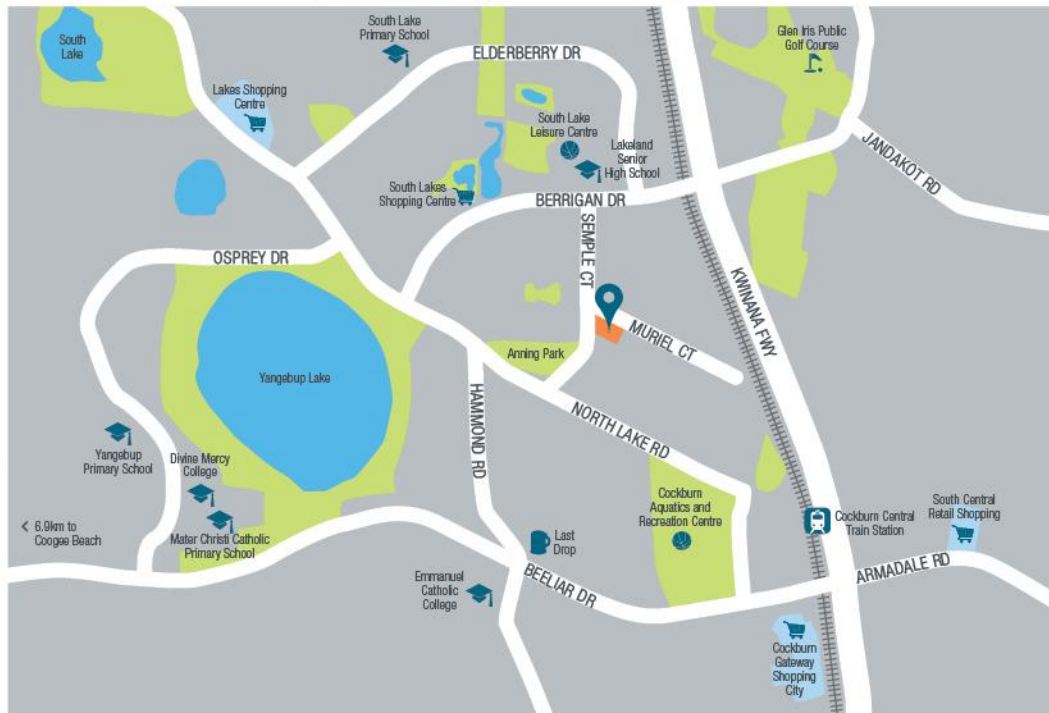 South Lake
Primary School
Glen Iris Public
Golf Course
South
Lake
ELDERBERRY DR
Lakes Shopping
Centre
South Lake
Leisure Centre
Lakeland
Senior
High School
JANDAKOT RD
South Lakes
Shopping Centre
BERRIGAN DR
SEMPLE CT
OSPREY DR
KWINANA FWY
MURIEL CT
Anning Park
Yangebup Lake
HAMMOND RD
NORTH LAKE RD
Yangebup
Primary School
Divine Mercy
College
Mater Christi Catholic
Primary School
< 6.9km to
Coogee Beach
Cockburn
Aquatics and
Recreation Centre
South Central
Retail Shopping
Cockburn Central
Train Station
Last
Drop
ARMADALE RD
BEELIAR DR
Emmanuel
Catholic
College
Cockburn
Gateway
Shopping
City